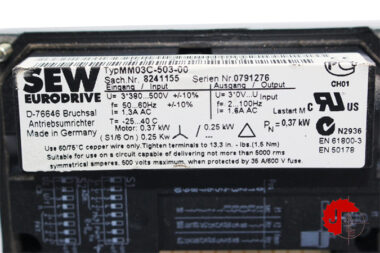 SEW
EURODRIVE
D-76646 Bruchsal
Antriebsumrichter
Made in Germany
Typ MM03C-503-00
Sach.Nr. 8241155 Serien Nr.0791276
Eingang / Input Ausgang / Output
U= 3*380..500V +/-10% U= 3*0V..U Input
f= 50..60Hz +/-10% f= 2...100Hz
I= 1.3A AC I= 1.6A AC Lastart M
T= -25...40 C
( S1/6 On ) 0.25 kW / 0.25 kW PN= 0.37 kW
0.37 kW
CH01
N2936
EN 61800-3
EN 50178
Use 60/75°C copper wire only. Tighten terminals to 13.3 in. - lbs. (1,5 Nm)
Suitable for use on a circuit capable of delivering not more than 5000 rms
symmetrical amperes, 500 volts maximum, when protected by 35 A/600 V fuse.